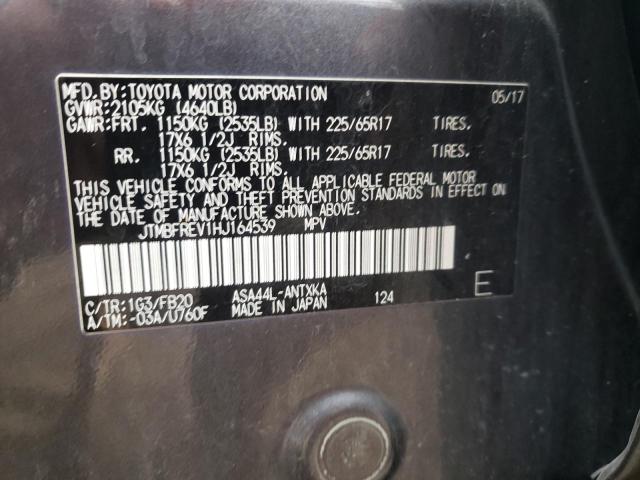 MFD.BY:TOYOTA MOTOR CORPORATION 05/17
GVWR:2105KG (4640LB)
GAWR:FRT. 1150KG (2535LB) WITH 225/65R17 TIRES.
17X6 1/2J RIMS.
RR. 1150KG (2535LB) WITH 225/65R17 TIRES.
17X6 1/2J RIMS.
THIS VEHICLE CONFORMS TO ALL APPLICABLE FEDERAL MOTOR
VEHICLE SAFETY AND THEFT PREVENTION STANDARDS IN EFFECT ON
THE DATE OF MANUFACTURE SHOWN ABOVE.
JTMBFREV1HJ164539 MPV
C/TR:1G3/FB20 ASA44L-ANTXKA 124 E
A/TM:-03A/U760F MADE IN JAPAN